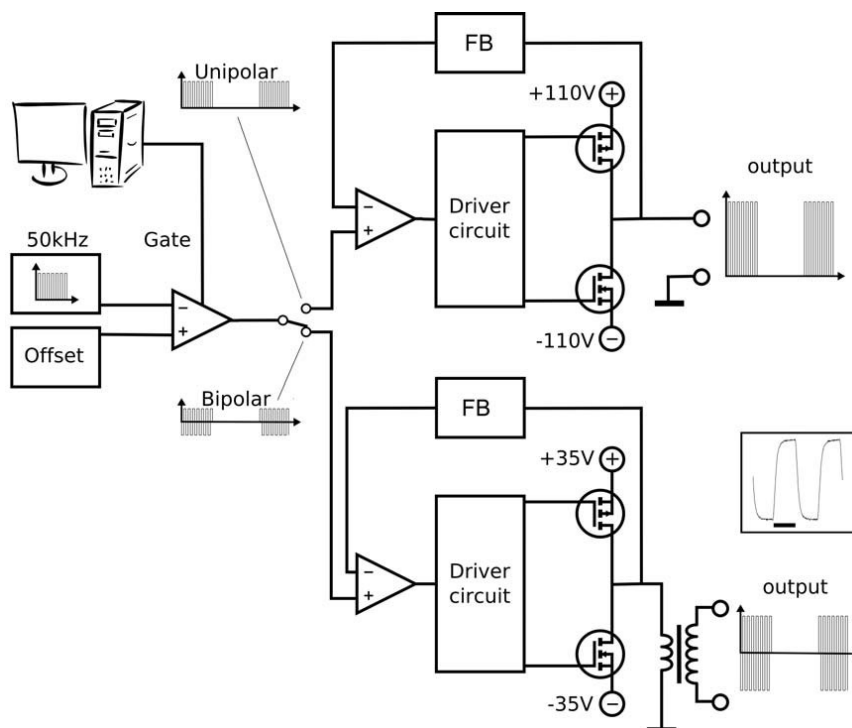 FB
Unipolar
+110V
output
Driver
circuit
50kHz
Gate
−
+
−
+
-110V
Offset
Bipolar
FB
+35V
Driver
circuit
−
+
output
-35V